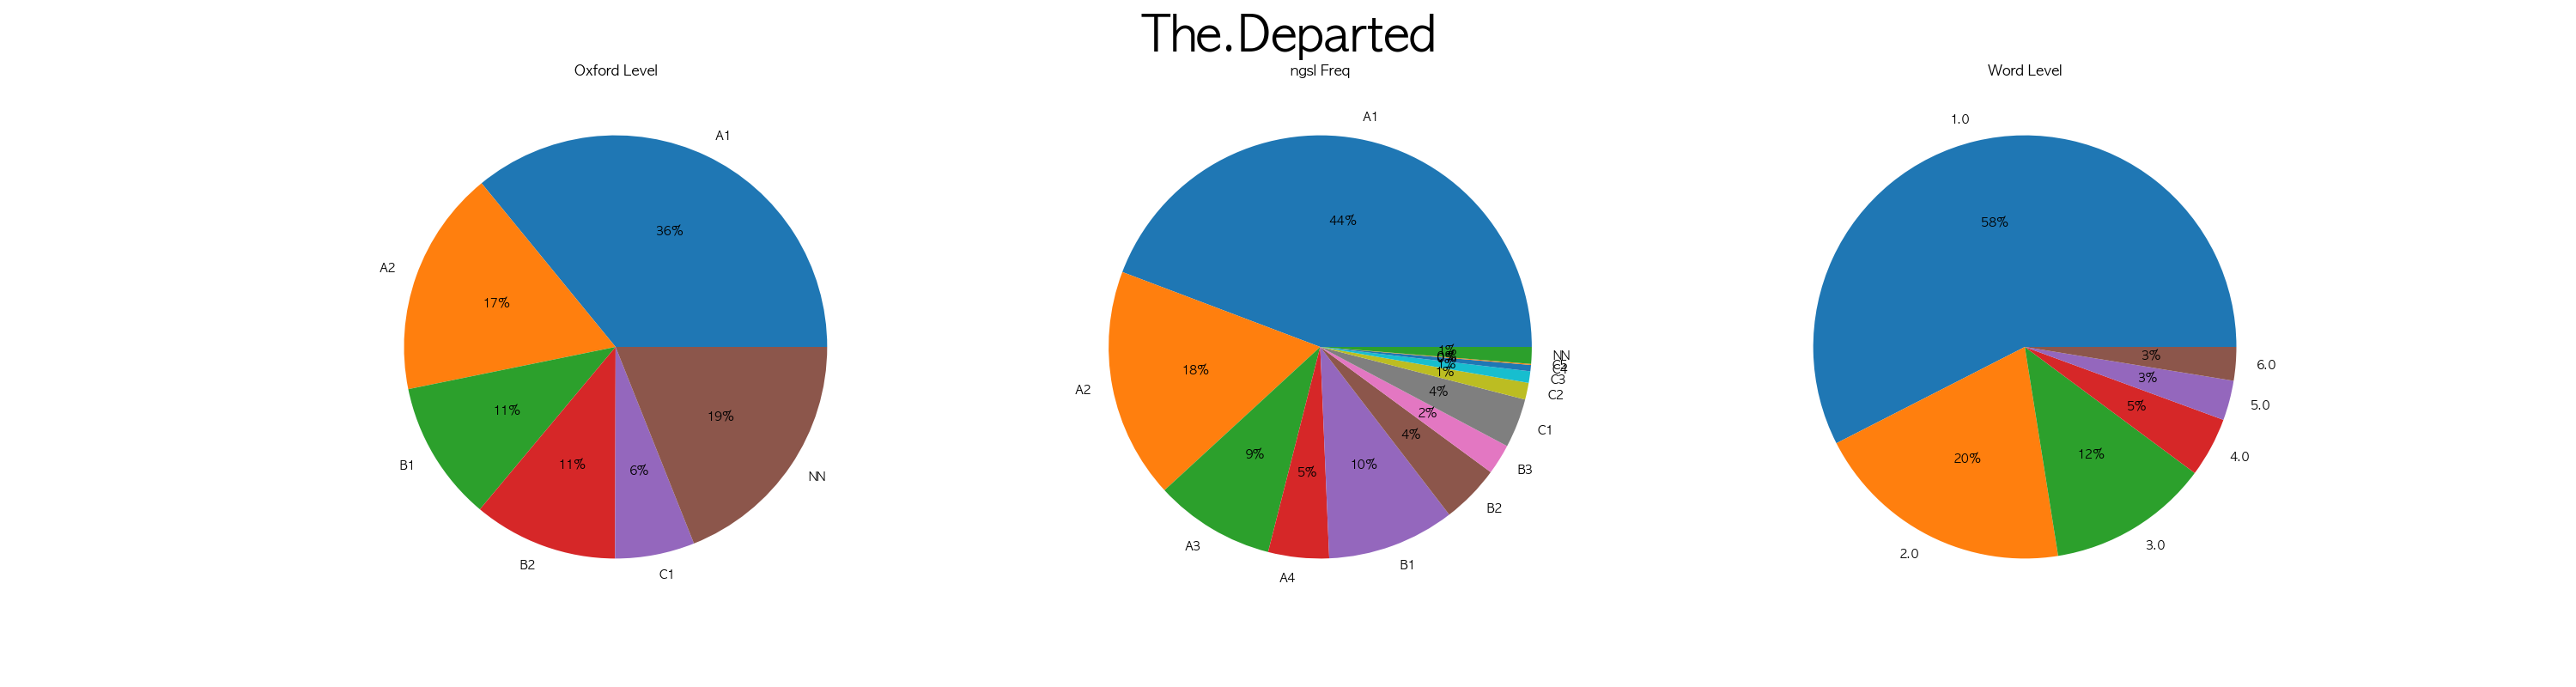 The.Departed
Oxford Level
A1
36%
A2
17%
B1
11%
B2
11%
C1
6%
NN
19%
ngsl Freq
A1
44%
A2
18%
A3
9%
A4
5%
B1
10%
B2
4%
B3
2%
C1
4%
C2
1%
C3
NN
1%
Word Level
1.0
58%
2.0
20%
3.0
12%
4.0
5%
5.0
3%
6.0
3%